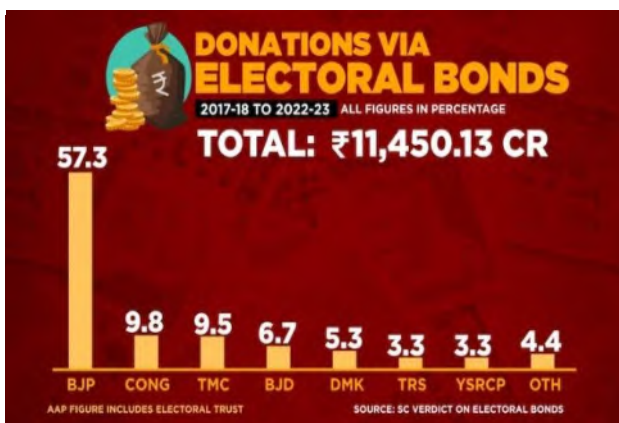 DONATIONS VIA
ELECTORAL BONDS
2017-18 TO 2022-23 ALL FIGURES IN PERCENTAGE
TOTAL: ₹11,450.13 CR
57.3 9.8 9.5 6.7 5.3 3.3 3.3 4.4
BJP CONG TMC BJD DMK TRS YSRCP OTH
AAP FIGURE INCLUDES ELECTORAL TRUST SOURCE: SC VERDICT ON ELECTORAL BONDS